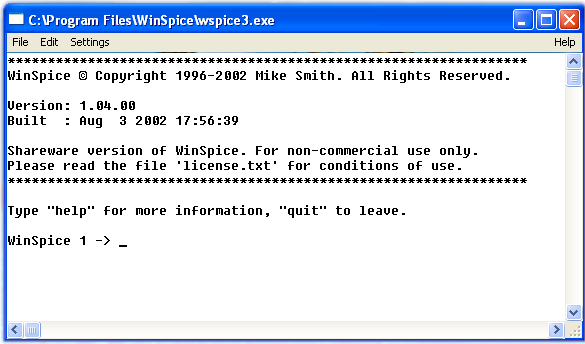 C:\Program Files\WinSpice\wspice3.exe
File Edit Settings Help
******************************************************************
WinSpice © Copyright 1996-2002 Mike Smith. All Rights Reserved.
Version: 1.04.00
Built  : Aug  3 2002 17:56:39
Shareware version of WinSpice. For non-commercial use only.
Please read the file 'license.txt' for conditions of use.
******************************************************************
Type "help" for more information, "quit" to leave.
WinSpice 1 -> _